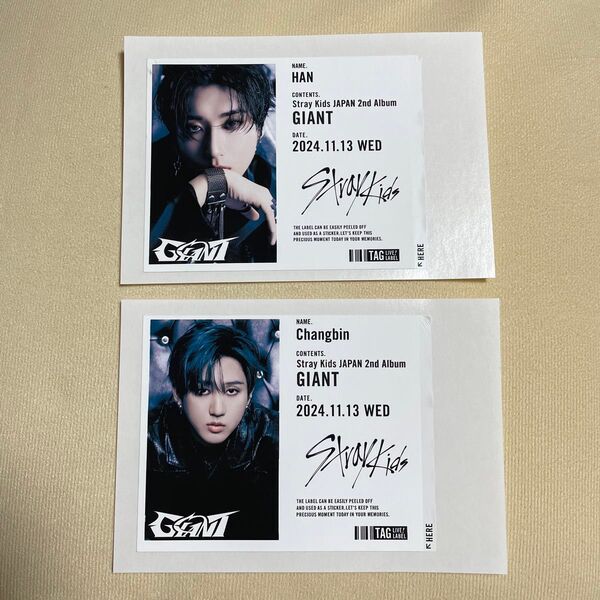 NAME.
HAN
CONTENTS.
Stray Kids JAPAN 2nd Album
GIANT
DATE.
2024.11.13 WED
Stray Kids
THE LABEL CAN BE EASILY PEELED OFF
AND USED AS A STICKER. LET'S KEEP THIS
PRECIOUS MOMENT TODAY IN YOUR MEMORIES.
TAG LIVE! LABEL
↖ HERE
GIANT
NAME.
Changbin
CONTENTS.
Stray Kids JAPAN 2nd Album
GIANT
DATE.
2024.11.13 WED
Stray Kids
THE LABEL CAN BE EASILY PEELED OFF
AND USED AS A STICKER. LET'S KEEP THIS
PRECIOUS MOMENT TODAY IN YOUR MEMORIES.
TAG LIVE! LABEL
↖ HERE
GIANT